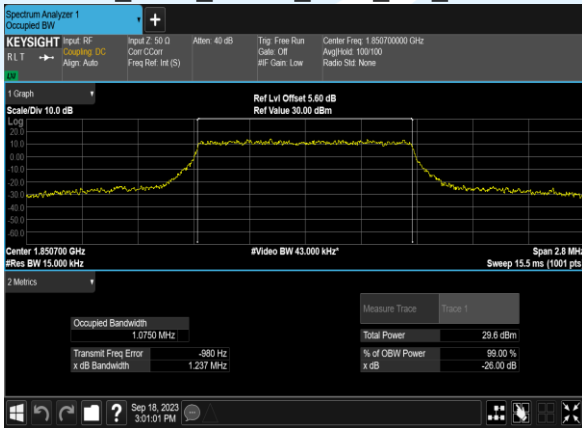 Spectrum Analyzer 1
Occupied BW
KEYSIGHT Input: RF Input Z: 50 Ω Atten: 40 dB Trig: Free Run Center Freq: 1.850700000 GHz
RLT Coupling: DC Corr CCorr Gate: Off Avg|Hold: 100/100
Align: Auto Freq Ref: Int (S) #IF Gain: Low Radio Std: None
1 Graph
Ref Lvl Offset 5.60 dB
Scale/Div 10.0 dB Ref Value 30.00 dBm
Log
20.0
10.0
0.00
-10.0
-20.0
-30.0
-40.0
-50.0
-60.0
Center 1.850700 GHz #Video BW 43.000 kHz* Span 2.8 MHz
#Res BW 15.000 kHz Sweep 15.5 ms (1001 pts)
2 Metrics
Measure Trace Trace 1
Occupied Bandwidth
1.0750 MHz Total Power 29.6 dBm
Transmit Freq Error -980 Hz % of OBW Power 99.00 %
x dB Bandwidth 1.237 MHz x dB -26.00 dB
Sep 18, 2023
3:01:01 PM